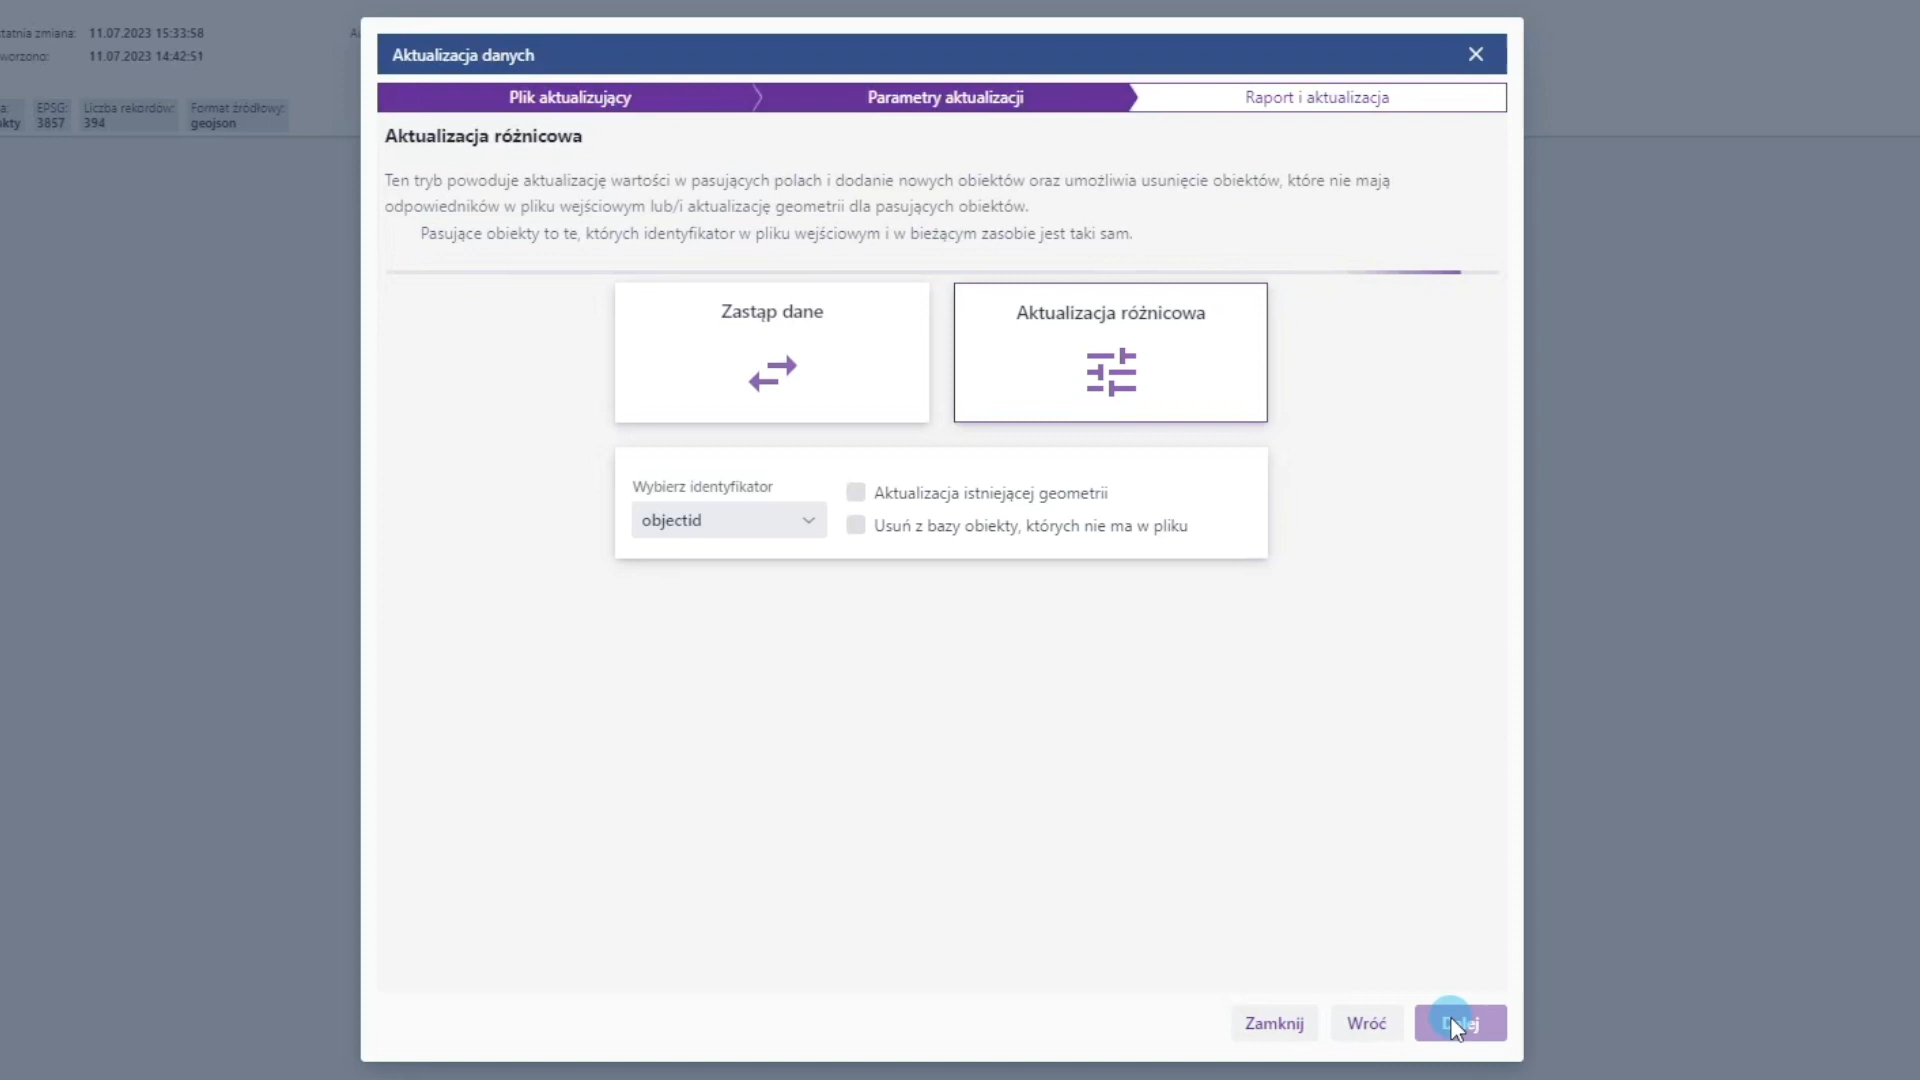 tatnia zmiana: 11.07.2023 15:33:58
worzono: 11.07.2023 14:42:51
EPSG: Liczba rekordów: Format źródłowy:
kty 3857 394 geojson
Aktualizacja danych
Plik aktualizujący Parametry aktualizacji Raport i aktualizacja
Aktualizacja różnicowa
Ten tryb powoduje aktualizację wartości w pasujących polach i dodanie nowych obiektów oraz umożliwia usunięcie obiektów, które nie mają
odpowiedników w pliku wejściowym lub/i aktualizację geometrii dla pasujących obiektów.
Pasujące obiekty to te, których identyfikator w pliku wejściowym i w bieżącym zasobie jest taki sam.
Zastąp dane Aktualizacja różnicowa
Wybierz identyfikator
objectid
Aktualizacja istniejącej geometrii
Usuń z bazy obiekty, których nie ma w pliku
Zamknij Wróć Dalej